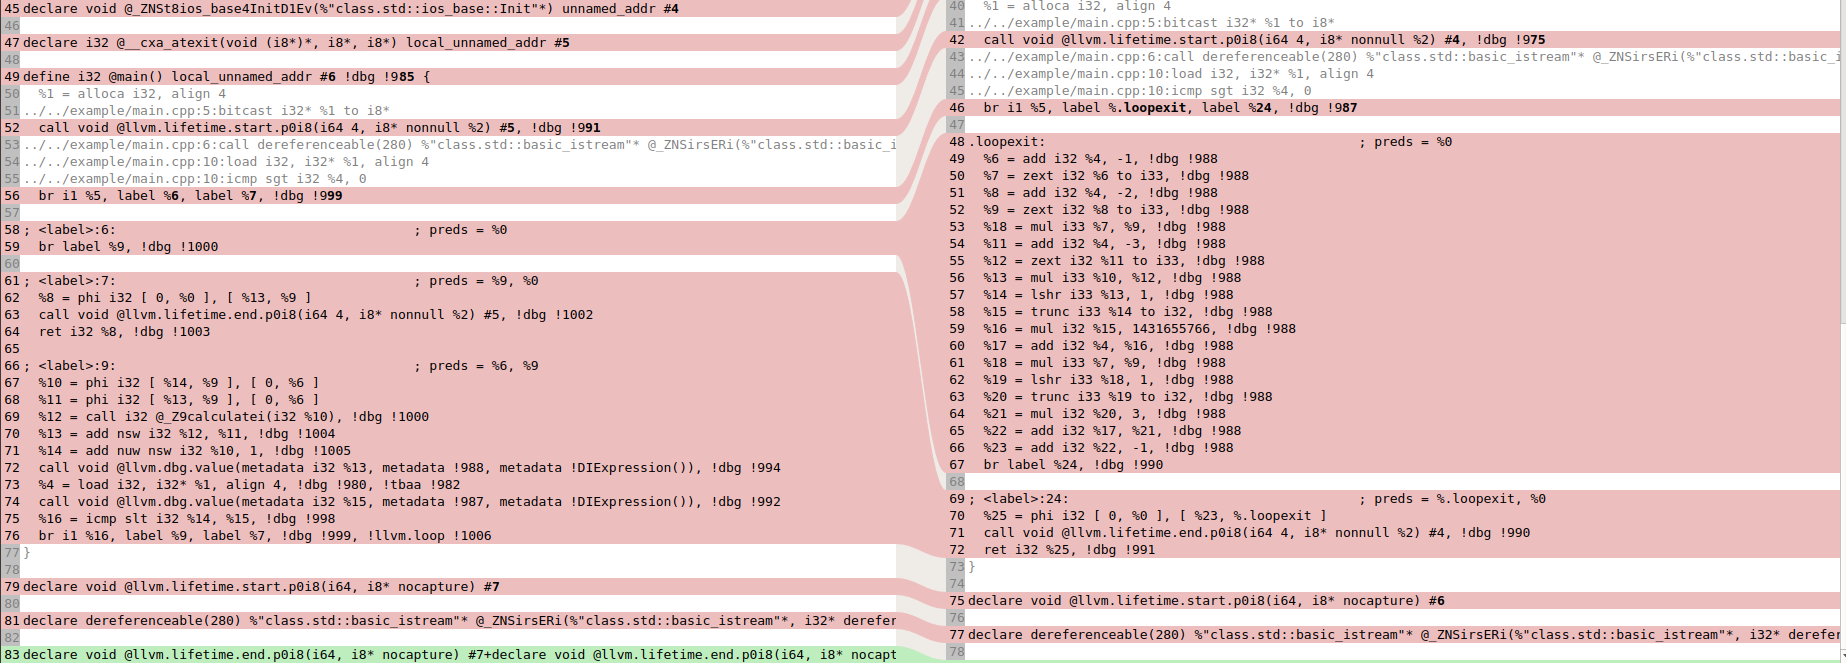 45 declare void @_ZNSt8ios_base4InitD1Ev(%"class.std::ios_base::Init"*) unnamed_addr #4
46
47 declare i32 @__cxa_atexit(void (i8*)*, i8*, i8*) local_unnamed_addr #5
48
49 define i32 @main() local_unnamed_addr #6 !dbg !985 {
50   %1 = alloca i32, align 4
51 ../../example/main.cpp:5:bitcast i32* %1 to i8*
52   call void @llvm.lifetime.start.p0i8(i64 4, i8* nonnull %2) #5, !dbg !991
53 ../../example/main.cpp:6:call dereferenceable(280) %"class.std::basic_istream"* @_ZNSirsERi(%"class.std::basic_i
54 ../../example/main.cpp:10:load i32, i32* %1, align 4
55 ../../example/main.cpp:10:icmp sgt i32 %4, 0
56   br i1 %5, label %6, label %7, !dbg !999
57
58 ; <label>:6:                                      ; preds = %0
59   br label %9, !dbg !1000
60
61 ; <label>:7:                                      ; preds = %9, %0
62   %8 = phi i32 [ 0, %0 ], [ %13, %9 ]
63   call void @llvm.lifetime.end.p0i8(i64 4, i8* nonnull %2) #5, !dbg !1002
64   ret i32 %8, !dbg !1003
65
66 ; <label>:9:                                      ; preds = %6, %9
67   %10 = phi i32 [ %14, %9 ], [ 0, %6 ]
68   %11 = phi i32 [ %13, %9 ], [ 0, %6 ]
69   %12 = call i32 @_Z9calculatei(i32 %10), !dbg !1000
70   %13 = add nsw i32 %12, %11, !dbg !1004
71   %14 = add nuw nsw i32 %10, 1, !dbg !1005
72   call void @llvm.dbg.value(metadata i32 %13, metadata !988, metadata !DIExpression()), !dbg !994
73   %4 = load i32, i32* %1, align 4, !dbg !980, !tbaa !982
74   call void @llvm.dbg.value(metadata i32 %15, metadata !987, metadata !DIExpression()), !dbg !992
75   %16 = icmp slt i32 %14, %15, !dbg !998
76   br i1 %16, label %9, label %7, !dbg !999, !llvm.loop !1006
77 }
78
79 declare void @llvm.lifetime.start.p0i8(i64, i8* nocapture) #7
80
81 declare dereferenceable(280) %"class.std::basic_istream"* @_ZNSirsERi(%"class.std::basic_istream"*, i32* derefer
82
83 declare void @llvm.lifetime.end.p0i8(i64, i8* nocapture) #7+declare void @llvm.lifetime.end.p0i8(i64, i8* nocapt
40   %1 = alloca i32, align 4
41 ../../example/main.cpp:5:bitcast i32* %1 to i8*
42   call void @llvm.lifetime.start.p0i8(i64 4, i8* nonnull %2) #4, !dbg !975
43 ../../example/main.cpp:6:call dereferenceable(280) %"class.std::basic_istream"* @_ZNSirsERi(%"class.std::basic_i
44 ../../example/main.cpp:10:load i32, i32* %1, align 4
45 ../../example/main.cpp:10:icmp sgt i32 %4, 0
46   br i1 %5, label %.loopexit, label %24, !dbg !987
47
48 .loopexit:                                        ; preds = %0
49   %6 = add i32 %4, -1, !dbg !988
50   %7 = zext i32 %6 to i33, !dbg !988
51   %8 = add i32 %4, -2, !dbg !988
52   %9 = zext i32 %8 to i33, !dbg !988
53   %18 = mul i33 %7, %9, !dbg !988
54   %11 = add i32 %4, -3, !dbg !988
55   %12 = zext i32 %11 to i33, !dbg !988
56   %13 = mul i33 %10, %12, !dbg !988
57   %14 = lshr i33 %13, 1, !dbg !988
58   %15 = trunc i33 %14 to i32, !dbg !988
59   %16 = mul i32 %15, 1431655766, !dbg !988
60   %17 = add i32 %4, %16, !dbg !988
61   %18 = mul i33 %7, %9, !dbg !988
62   %19 = lshr i33 %18, 1, !dbg !988
63   %20 = trunc i33 %19 to i32, !dbg !988
64   %21 = mul i32 %20, 3, !dbg !988
65   %22 = add i32 %17, %21, !dbg !988
66   %23 = add i32 %22, -1, !dbg !988
67   br label %24, !dbg !990
68
69 ; <label>:24:                                     ; preds = %.loopexit, %0
70   %25 = phi i32 [ 0, %0 ], [ %23, %.loopexit ]
71   call void @llvm.lifetime.end.p0i8(i64 4, i8* nonnull %2) #4, !dbg !990
72   ret i32 %25, !dbg !991
73 }
74
75 declare void @llvm.lifetime.start.p0i8(i64, i8* nocapture) #6
76
77 declare dereferenceable(280) %"class.std::basic_istream"* @_ZNSirsERi(%"class.std::basic_istream"*, i32* derefer
78